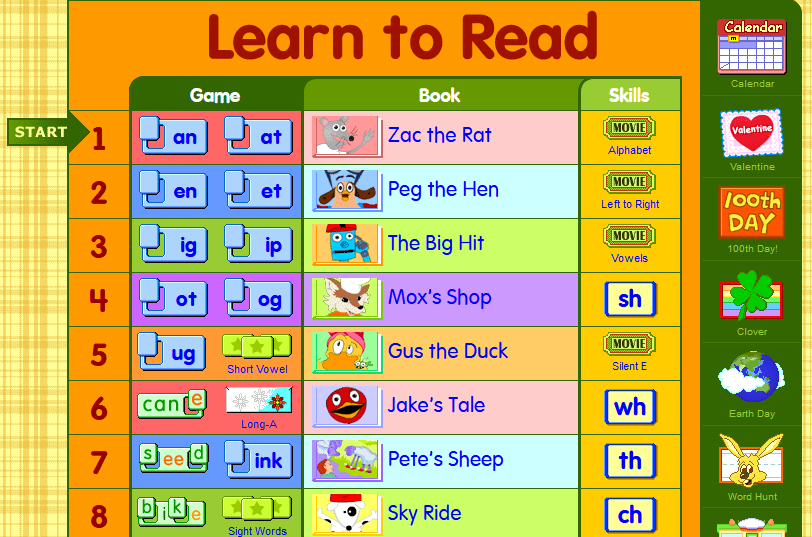 Learn to Read
Game Book Skills
START
1 an at Zac the Rat MOVIE Alphabet
2 en et Peg the Hen MOVIE Left to Right
3 ig ip The Big Hit MOVIE Vowels
4 ot og Mox's Shop sh
5 ug Short Vowel Gus the Duck MOVIE Silent E
6 cane Long-A Jake's Tale wh
7 seed ink Pete's Sheep th
8 bike Sight Words Sky Ride ch
Calendar
m
Calendar
Valentine
Valentine
100th
DAY
100th Day!
Clover
Earth Day
Word Hunt